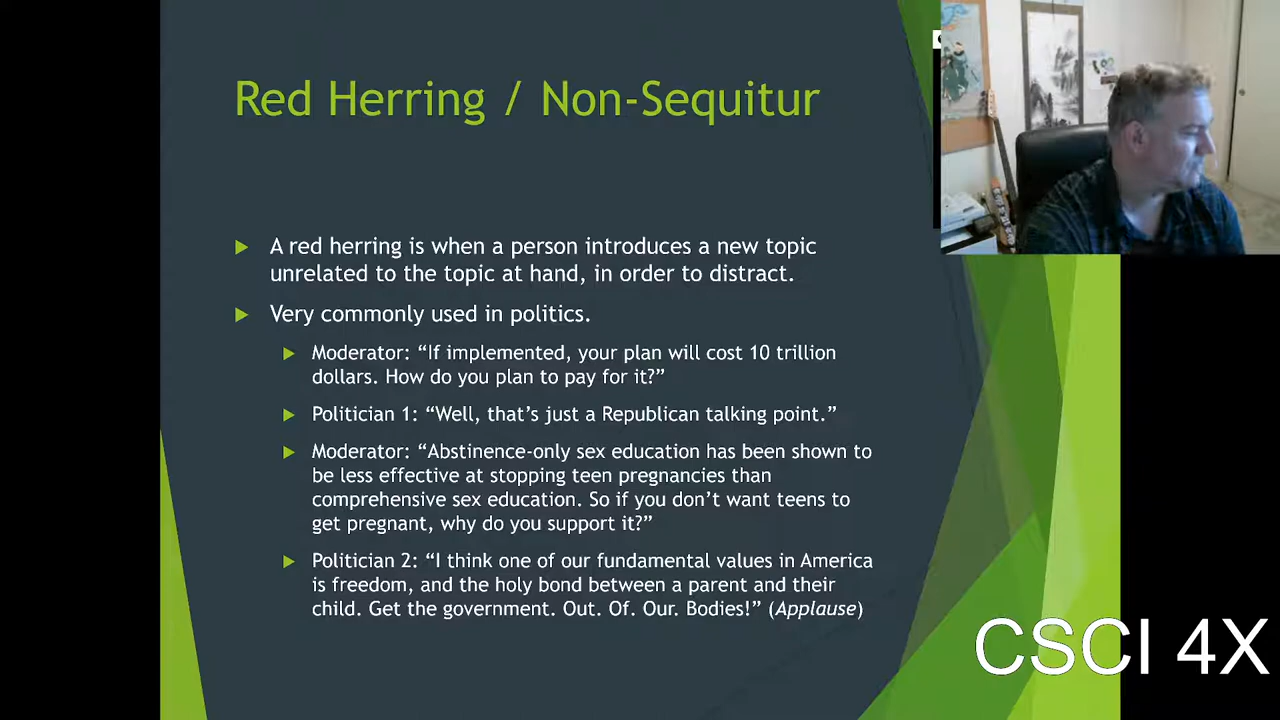 Red Herring / Non-Sequitur
A red herring is when a person introduces a new topic
unrelated to the topic at hand, in order to distract.
Very commonly used in politics.
Moderator: “If implemented, your plan will cost 10 trillion
dollars. How do you plan to pay for it?”
Politician 1: “Well, that’s just a Republican talking point.”
Moderator: “Abstinence-only sex education has been shown to
be less effective at stopping teen pregnancies than
comprehensive sex education. So if you don’t want teens to
get pregnant, why do you support it?”
Politician 2: “I think one of our fundamental values in America
is freedom, and the holy bond between a parent and their
child. Get the government. Out. Of. Our. Bodies!” (Applause)
CSCI 4X